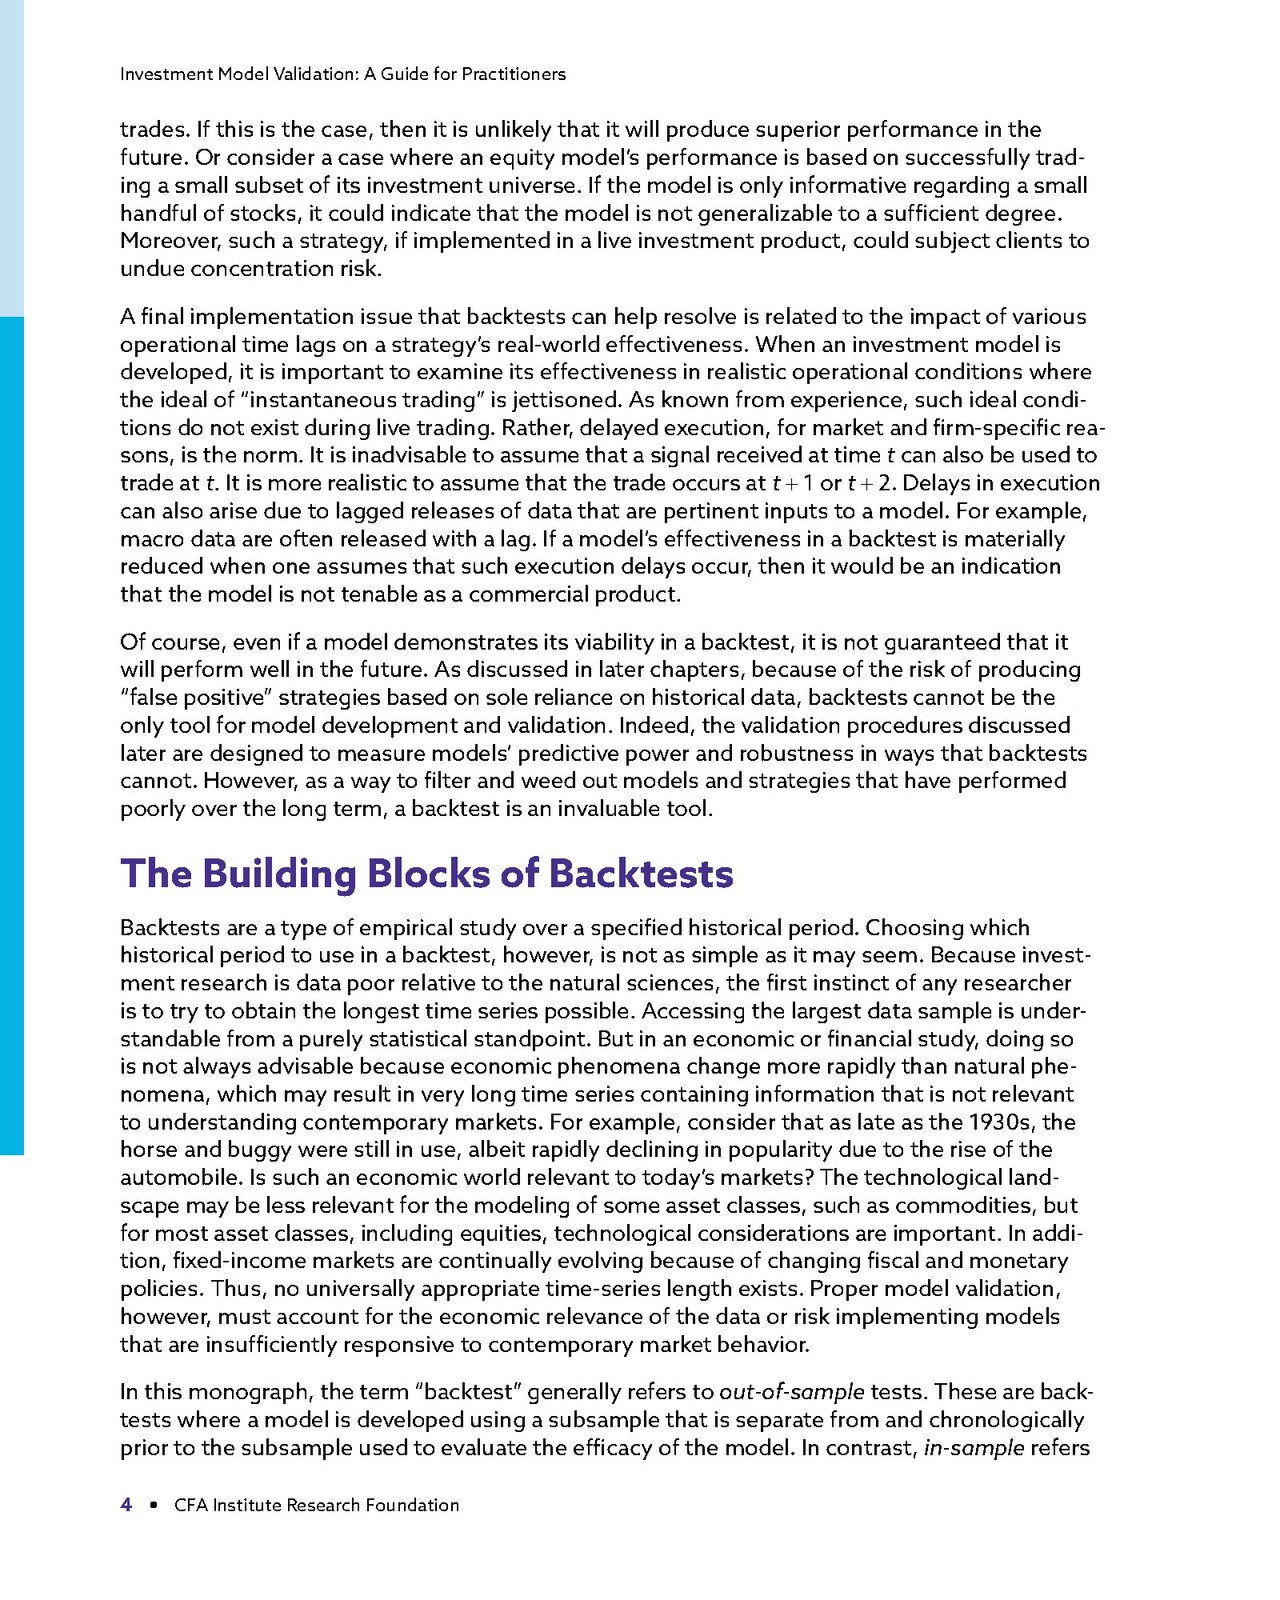 Investment Model Validation: A Guide for Practitioners
trades. If this is the case, then it is unlikely that it will produce superior performance in the
future. Or consider a case where an equity model’s performance is based on successfully trad-
ing a small subset of its investment universe. If the model is only informative regarding a small
handful of stocks, it could indicate that the model is not generalizable to a sufficient degree.
Moreover, such a strategy, if implemented in a live investment product, could subject clients to
undue concentration risk.
A final implementation issue that backtests can help resolve is related to the impact of various
operational time lags on a strategy’s real-world effectiveness. When an investment model is
developed, it is important to examine its effectiveness in realistic operational conditions where
the ideal of “instantaneous trading” is jettisoned. As known from experience, such ideal condi-
tions do not exist during live trading. Rather, delayed execution, for market and firm-specific rea-
sons, is the norm. It is inadvisable to assume that a signal received at time t can also be used to
trade at t. It is more realistic to assume that the trade occurs at t + 1 or t + 2. Delays in execution
can also arise due to lagged releases of data that are pertinent inputs to a model. For example,
macro data are often released with a lag. If a model’s effectiveness in a backtest is materially
reduced when one assumes that such execution delays occur, then it would be an indication
that the model is not tenable as a commercial product.
Of course, even if a model demonstrates its viability in a backtest, it is not guaranteed that it
will perform well in the future. As discussed in later chapters, because of the risk of producing
“false positive” strategies based on sole reliance on historical data, backtests cannot be the
only tool for model development and validation. Indeed, the validation procedures discussed
later are designed to measure models’ predictive power and robustness in ways that backtests
cannot. However, as a way to filter and weed out models and strategies that have performed
poorly over the long term, a backtest is an invaluable tool.
The Building Blocks of Backtests
Backtests are a type of empirical study over a specified historical period. Choosing which
historical period to use in a backtest, however, is not as simple as it may seem. Because invest-
ment research is data poor relative to the natural sciences, the first instinct of any researcher
is to try to obtain the longest time series possible. Accessing the largest data sample is under-
standable from a purely statistical standpoint. But in an economic or financial study, doing so
is not always advisable because economic phenomena change more rapidly than natural phe-
nomena, which may result in very long time series containing information that is not relevant
to understanding contemporary markets. For example, consider that as late as the 1930s, the
horse and buggy were still in use, albeit rapidly declining in popularity due to the rise of the
automobile. Is such an economic world relevant to today’s markets? The technological land-
scape may be less relevant for the modeling of some asset classes, such as commodities, but
for most asset classes, including equities, technological considerations are important. In addi-
tion, fixed-income markets are continually evolving because of changing fiscal and monetary
policies. Thus, no universally appropriate time-series length exists. Proper model validation,
however, must account for the economic relevance of the data or risk implementing models
that are insufficiently responsive to contemporary market behavior.
In this monograph, the term “backtest” generally refers to out-of-sample tests. These are back-
tests where a model is developed using a subsample that is separate from and chronologically
prior to the subsample used to evaluate the efficacy of the model. In contrast, in-sample refers
4 • CFA Institute Research Foundation